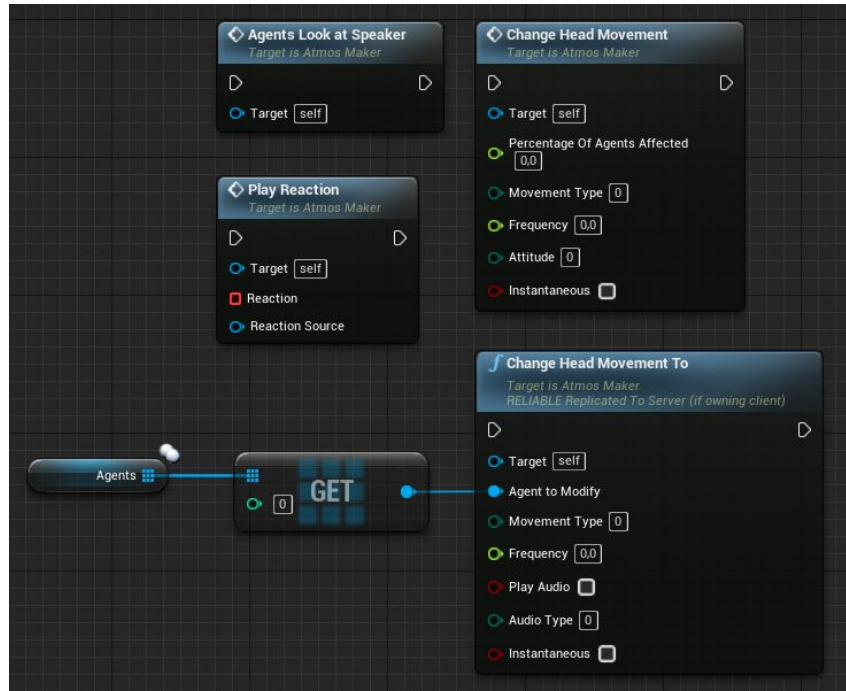 Agents Look at Speaker
Target is Atmos Maker
Target self
Change Head Movement
Target is Atmos Maker
Target self
Percentage Of Agents Affected
0,0
Movement Type 0
Frequency 0,0
Attitude 0
Instantaneous
Play Reaction
Target is Atmos Maker
Target self
Reaction
Reaction Source
f Change Head Movement To
Target is Atmos Maker
RELIABLE Replicated To Server (if owning client)
Target self
Agent to Modify
Movement Type 0
Frequency 0,0
Play Audio
Audio Type 0
Instantaneous
Agents
GET
0